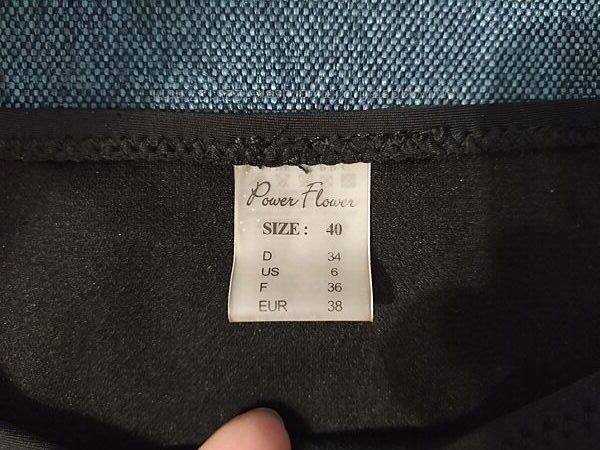 Power Flower
SIZE : 40
D 34
US 6
F 36
EUR 38